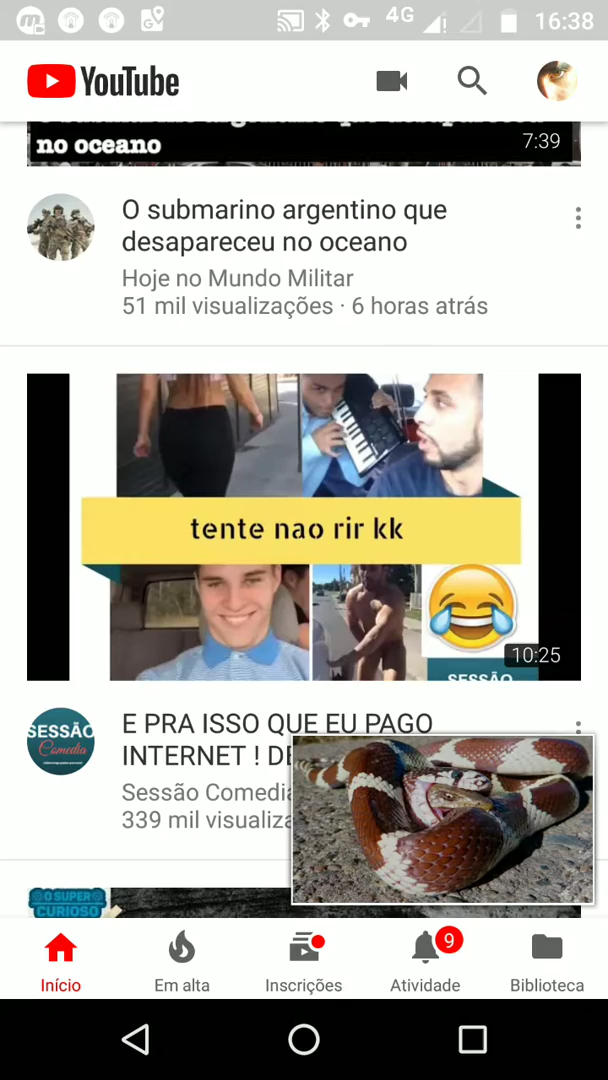 4G 16:38
YouTube
no oceano
7:39
O submarino argentino que
desapareceu no oceano
Hoje no Mundo Militar
51 mil visualizações · 6 horas atrás
tente nao rir kk
10:25
SESSÃO
SESSÃO
Comedia
E PRA ISSO QUE EU PAGO
INTERNET ! DE
Sessão Comedia
339 mil visualiza
O SUPER
CURIOSO
9
Início
Em alta
Inscrições
Atividade
Biblioteca